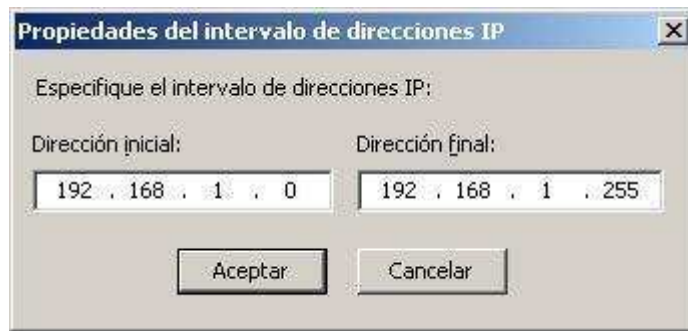 Propiedades del intervalo de direcciones IP
Especifique el intervalo de direcciones IP:
Dirección inicial: Dirección final:
192 . 168 . 1 . 0 192 . 168 . 1 . 255
Aceptar Cancelar